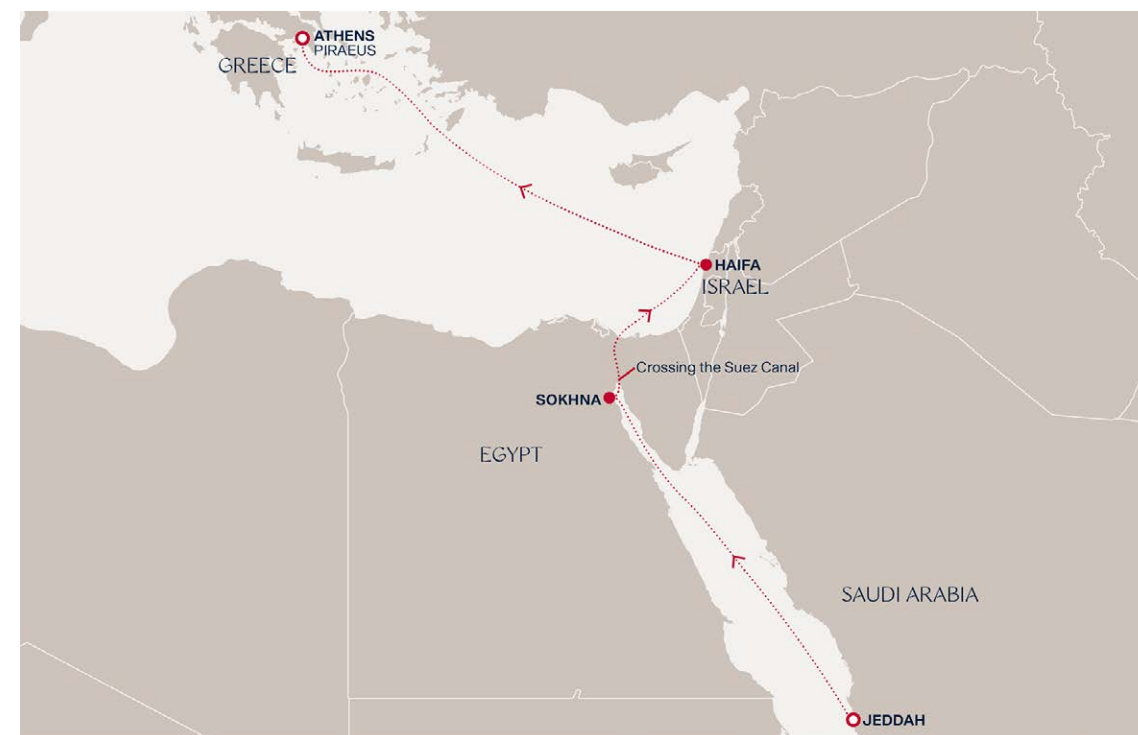 ATHENS
PIRAEUS
GREECE
HAIFA
ISRAEL
Crossing the Suez Canal
SOKHNA
EGYPT
SAUDI ARABIA
JEDDAH